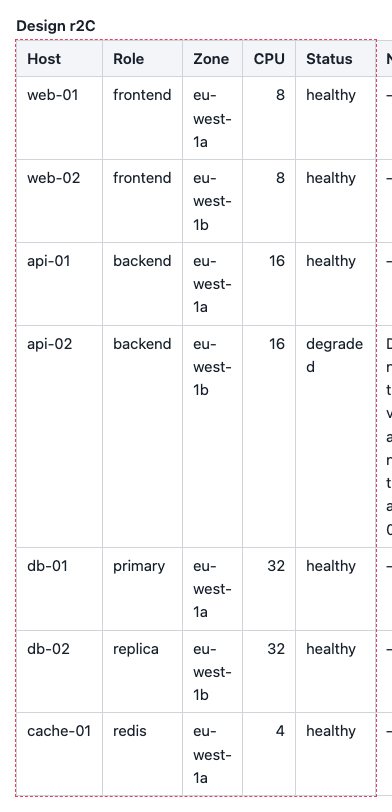 Design r2C
Host Role Zone CPU Status
web-01 frontend eu-
west-
1a 8 healthy –
web-02 frontend eu-
west-
1b 8 healthy –
api-01 backend eu-
west-
1a 16 healthy –
api-02 backend eu-
west-
1b 16 degrade
d
db-01 primary eu-
west-
1a 32 healthy –
db-02 replica eu-
west-
1b 32 healthy –
cache-01 redis eu-
west-
1a 4 healthy –